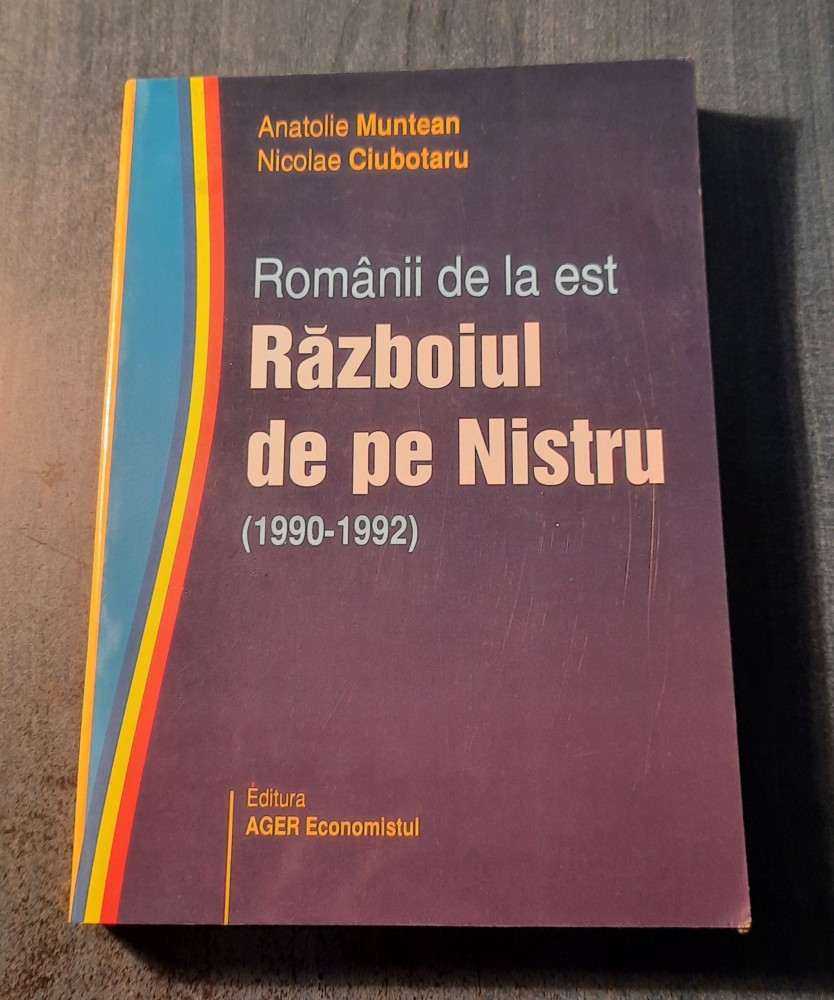 Anatolie Muntean
Nicolae Ciubotaru
Românii de la est
Războiul
de pe Nistru
(1990-1992)
Editura
AGER Economistul